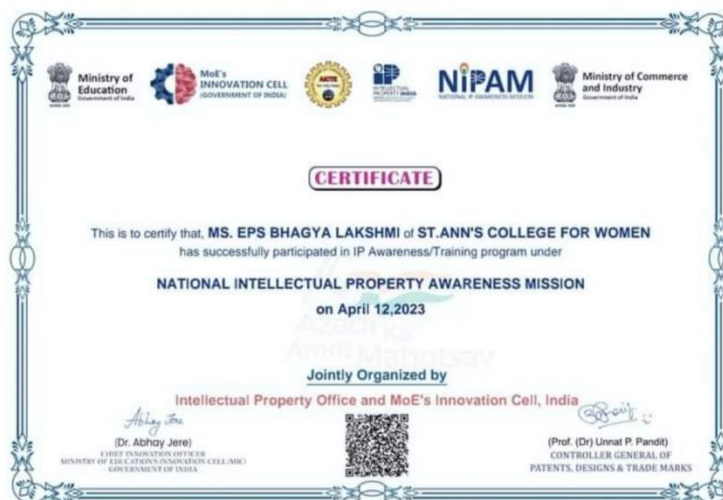 Ministry of
Education
Government of India
MoE's
INNOVATION CELL
(GOVERNMENT OF INDIA)
AICTE
INTELLECTUAL
PROPERTY INDIA
NIPAM
NATIONAL IP AWARENESS MISSION
Ministry of Commerce
and Industry
Government of India
CERTIFICATE
This is to certify that, MS. EPS BHAGYA LAKSHMI of ST.ANN'S COLLEGE FOR WOMEN
has successfully participated in IP Awareness/Training program under
NATIONAL INTELLECTUAL PROPERTY AWARENESS MISSION
on April 12,2023
Azadi Ka
Amrit Mahotsav
Jointly Organized by
Intellectual Property Office and MoE's Innovation Cell, India
Abhay Jere
(Dr. Abhay Jere)
CHIEF INNOVATION OFFICER
MINISTRY OF EDUCATION'S INNOVATION CELL (MIC)
GOVERNMENT OF INDIA
(Prof. (Dr) Unnat P. Pandit)
CONTROLLER GENERAL OF
PATENTS, DESIGNS & TRADE MARKS